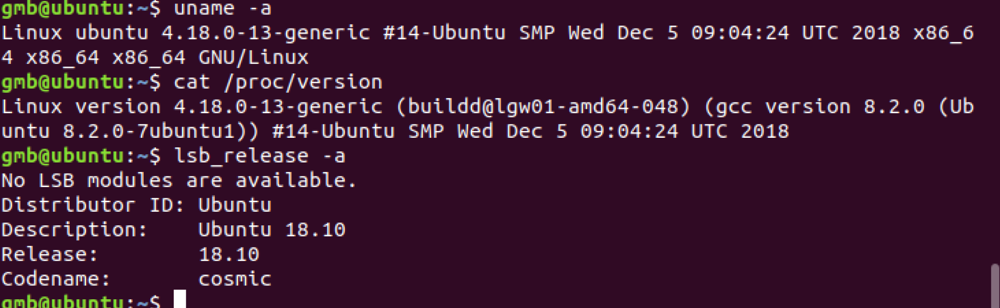 gmb@ubuntu:~$ uname -a
Linux ubuntu 4.18.0-13-generic #14-Ubuntu SMP Wed Dec 5 09:04:24 UTC 2018 x86_6
4 x86_64 x86_64 GNU/Linux
gmb@ubuntu:~$ cat /proc/version
Linux version 4.18.0-13-generic (buildd@lgw01-amd64-048) (gcc version 8.2.0 (Ub
untu 8.2.0-7ubuntu1)) #14-Ubuntu SMP Wed Dec 5 09:04:24 UTC 2018
gmb@ubuntu:~$ lsb_release -a
No LSB modules are available.
Distributor ID: Ubuntu
Description:    Ubuntu 18.10
Release:        18.10
Codename:       cosmic
gmb@ubuntu:~$